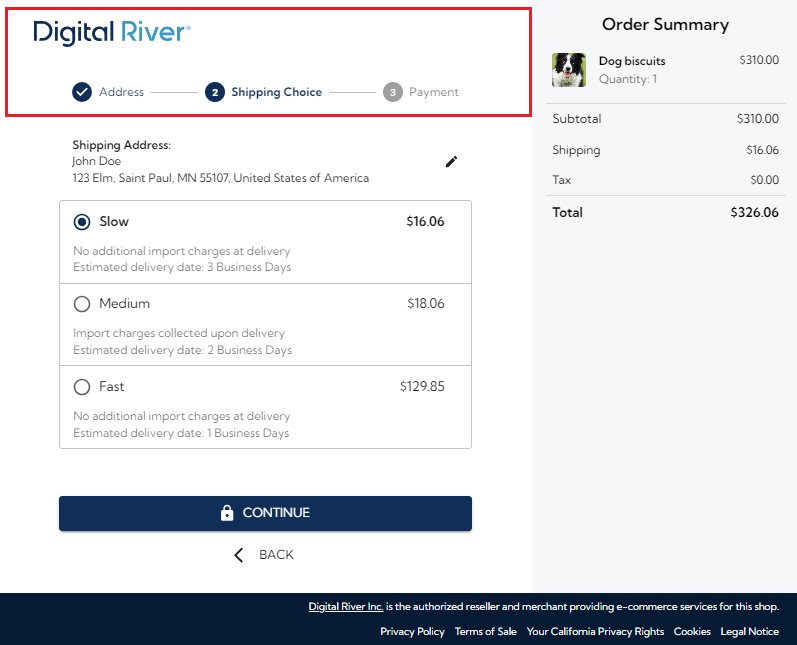 Digital River®
Address
2 Shipping Choice
3 Payment
Shipping Address:
John Doe
123 Elm, Saint Paul, MN 55107, United States of America
Slow $16.06
No additional import charges at delivery
Estimated delivery date: 3 Business Days
Medium $18.06
Import charges collected upon delivery
Estimated delivery date: 2 Business Days
Fast $129.85
No additional import charges at delivery
Estimated delivery date: 1 Business Days
CONTINUE
BACK
Order Summary
Dog biscuits $310.00
Quantity: 1
Subtotal $310.00
Shipping $16.06
Tax $0.00
Total $326.06
Digital River Inc. is the authorized reseller and merchant providing e-commerce services for this shop.
Privacy Policy Terms of Sale Your California Privacy Rights Cookies Legal Notice